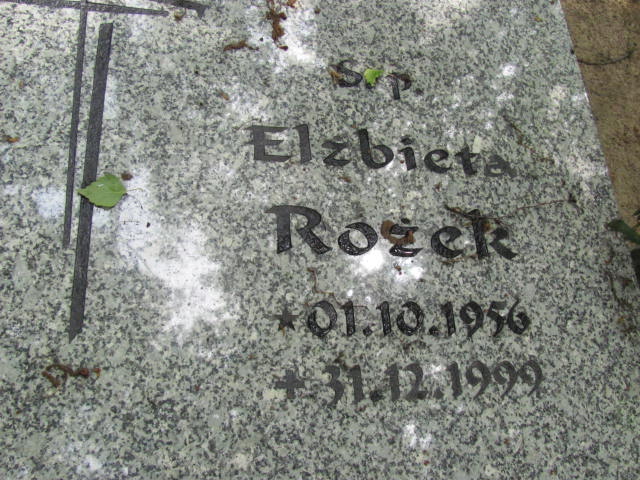 Ś p
Elżbieta
Rożek
★01.10.1956
+31.12.1999